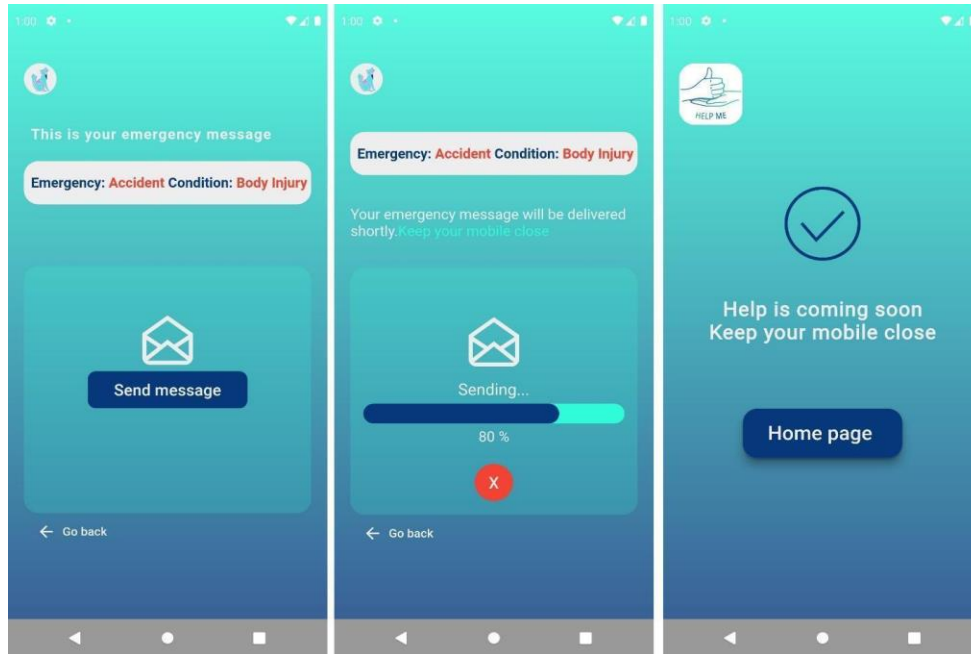 1:00
This is your emergency message
Emergency: Accident Condition: Body Injury
Send message
Go back
1:00
Emergency: Accident Condition: Body Injury
Your emergency message will be delivered
shortly.Keep your mobile close
Sending...
80 %
X
Go back
1:00
HELP ME
Help is coming soon
Keep your mobile close
Home page